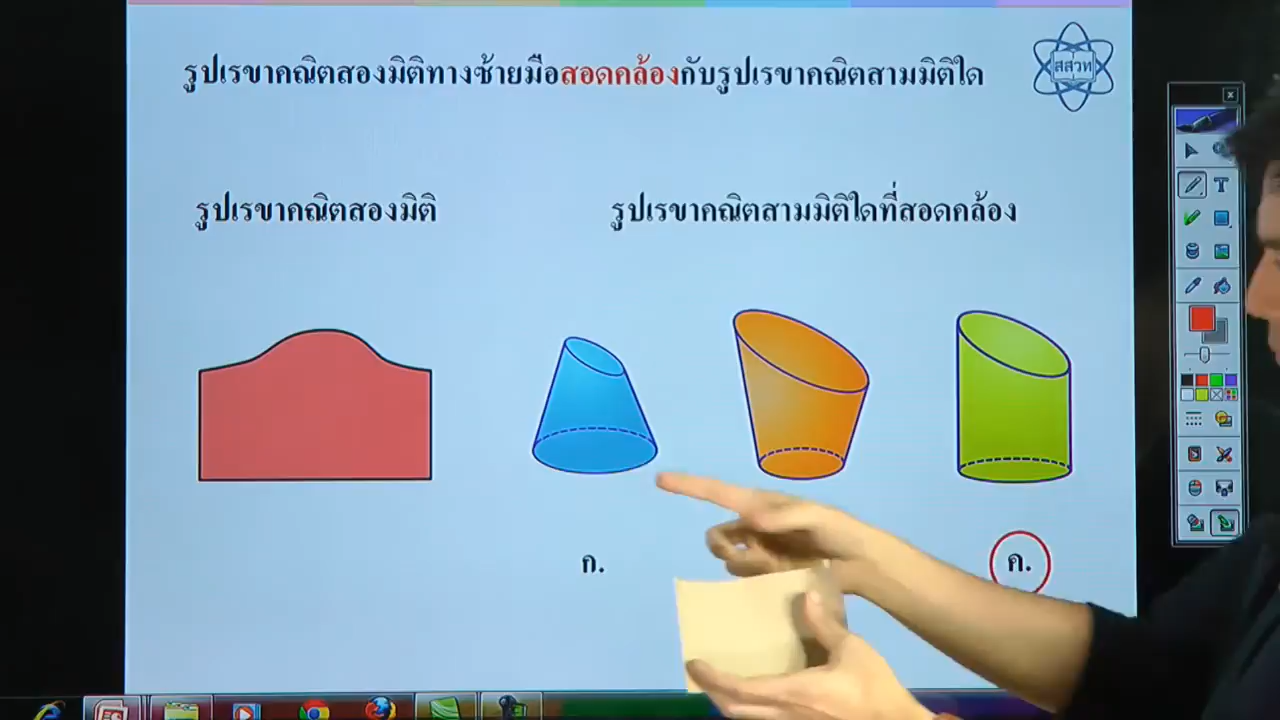 รูปเรขาคณิตสองมิติทางซ้ายมือสอดคล้องกับรูปเรขาคณิตสามมิติใด
สสวท
รูปเรขาคณิตสองมิติ
รูปเรขาคณิตสามมิติใดที่สอดคล้อง
ก.
ค.